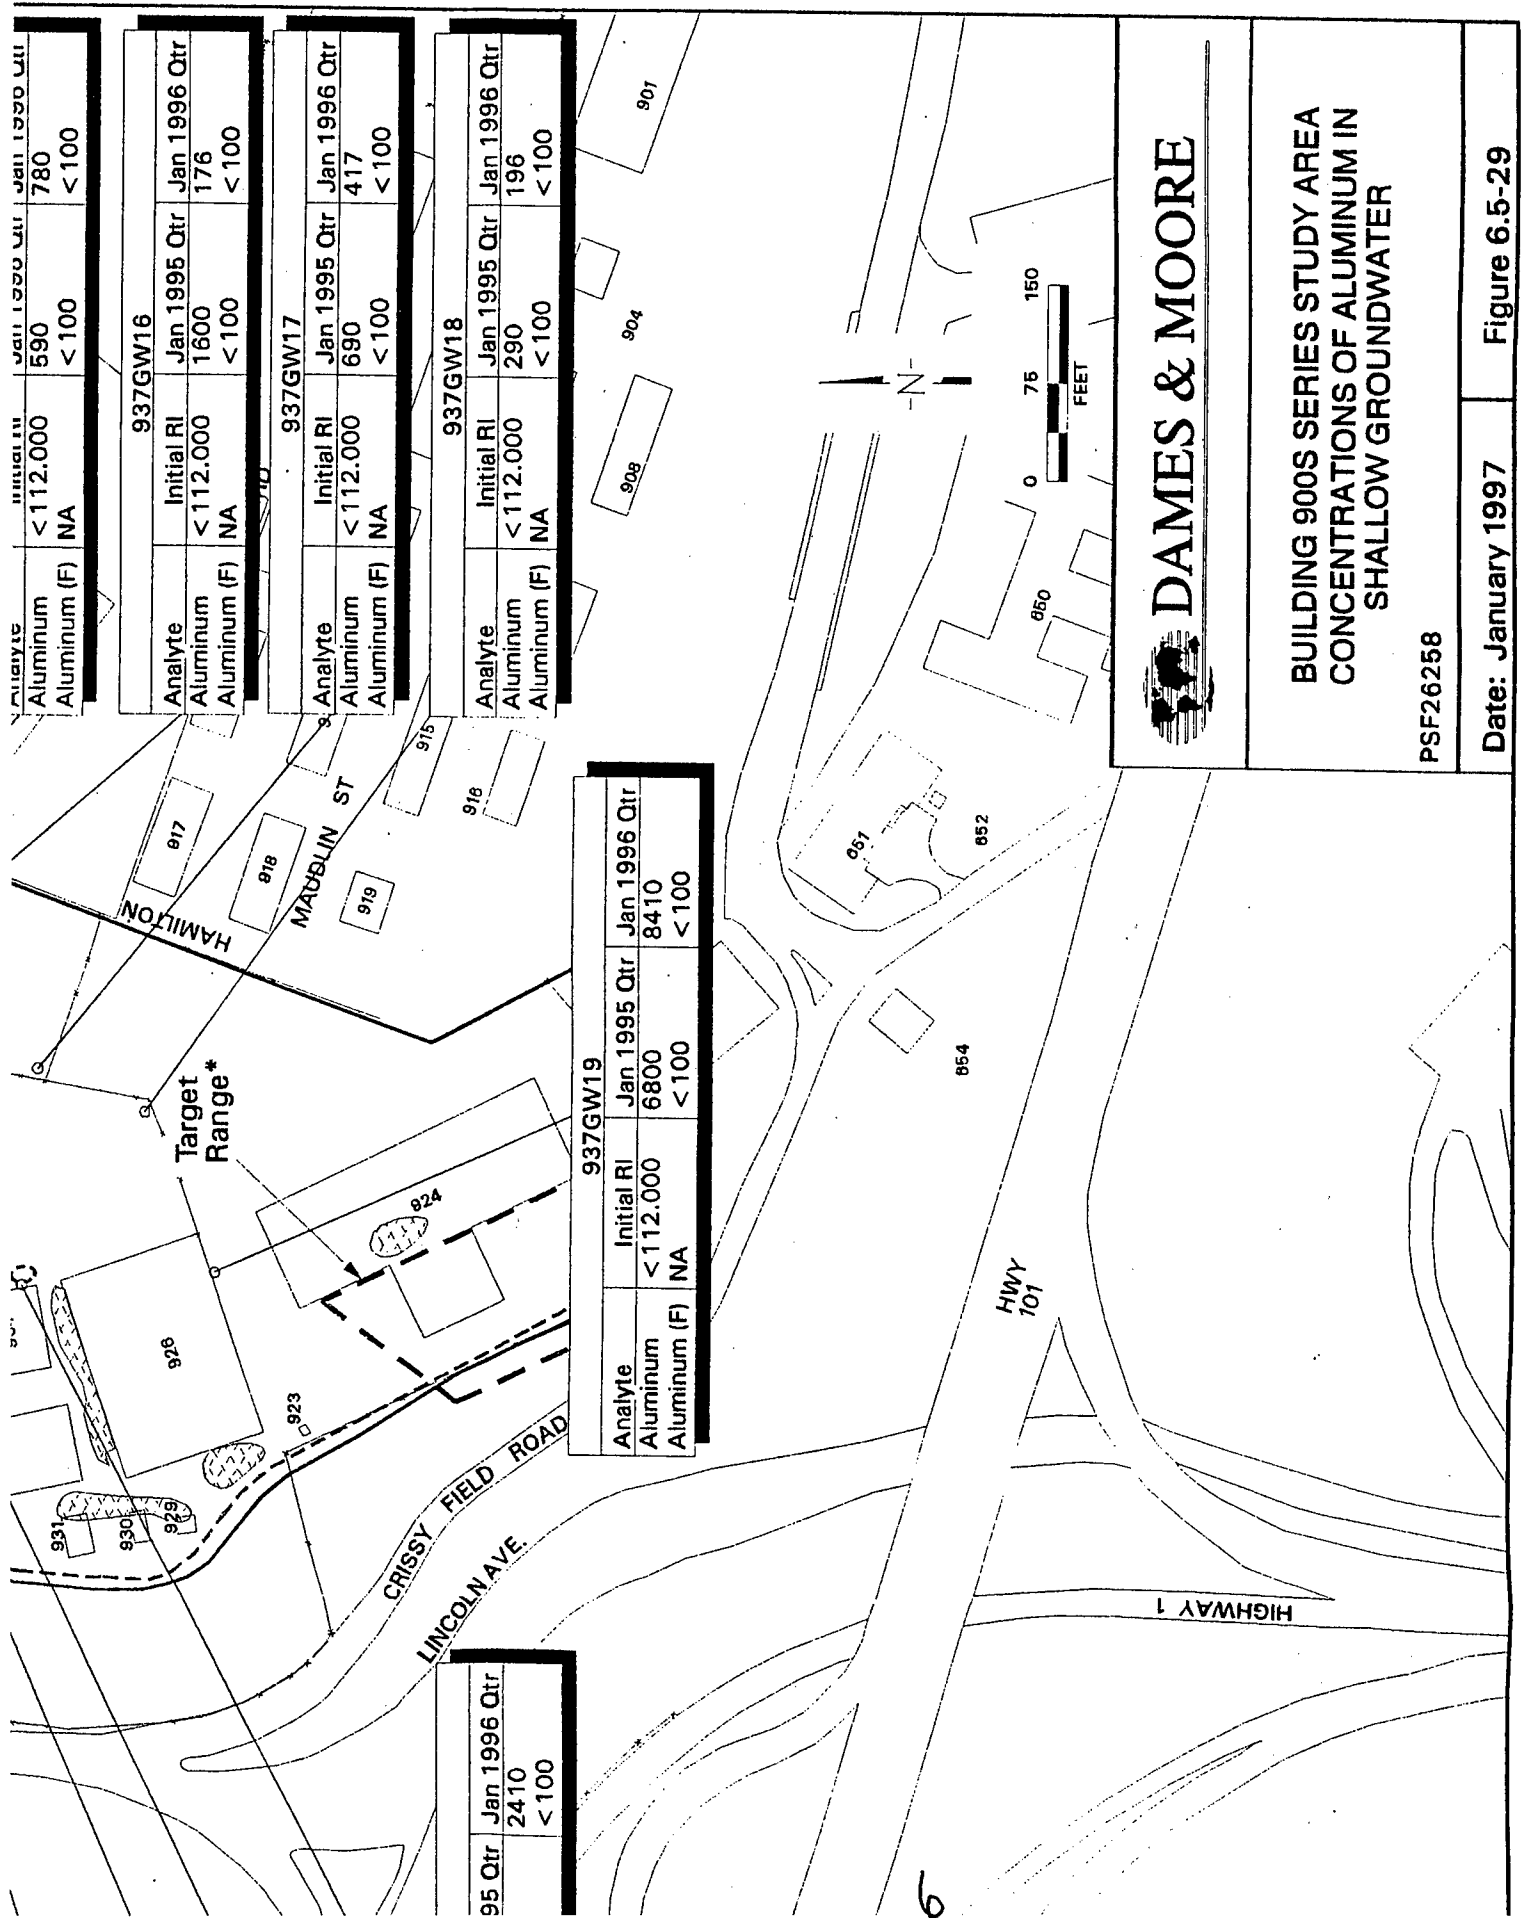 Aluminum <112.000 590 780
Aluminum (F) NA <100 <100
937GW16
Analyte Initial RI Jan 1995 Qtr Jan 1996 Qtr
Aluminum <112.000 1600 176
Aluminum (F) NA <100 <100
937GW17
Analyte Initial RI Jan 1995 Qtr Jan 1996 Qtr
Aluminum <112.000 690 417
Aluminum (F) NA <100 <100
937GW18
Analyte Initial RI Jan 1995 Qtr Jan 1996 Qtr
Aluminum <112.000 290 196
Aluminum (F) NA <100 <100
937GW19
Analyte Initial RI Jan 1995 Qtr Jan 1996 Qtr
Aluminum <112.000 6800 8410
Aluminum (F) NA <100 <100
95 Qtr Jan 1996 Qtr
2410
<100
901
904
908
915
916
917
918
919
MAUDLIN ST
HAMILTON
Target
Range*
924
926
923
931
930
929
CRISSY FIELD ROAD
LINCOLN AVE.
HWY
101
HIGHWAY 1
650
651
652
654
-N-
0 75 150
FEET
6
DAMES & MOORE
BUILDING 900S SERIES STUDY AREA
CONCENTRATIONS OF ALUMINUM IN
SHALLOW GROUNDWATER
PSF26258
Date: January 1997 Figure 6.5-29